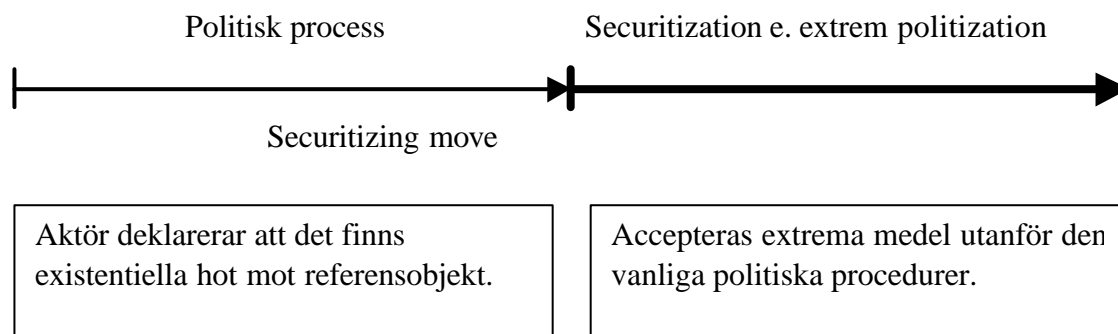 Politisk process
Securitization e. extrem politization
Securitizing move
Aktör deklarerar att det finns
existentiella hot mot referensobjekt.
Accepteras extrema medel utanför den
vanliga politiska procedurer.